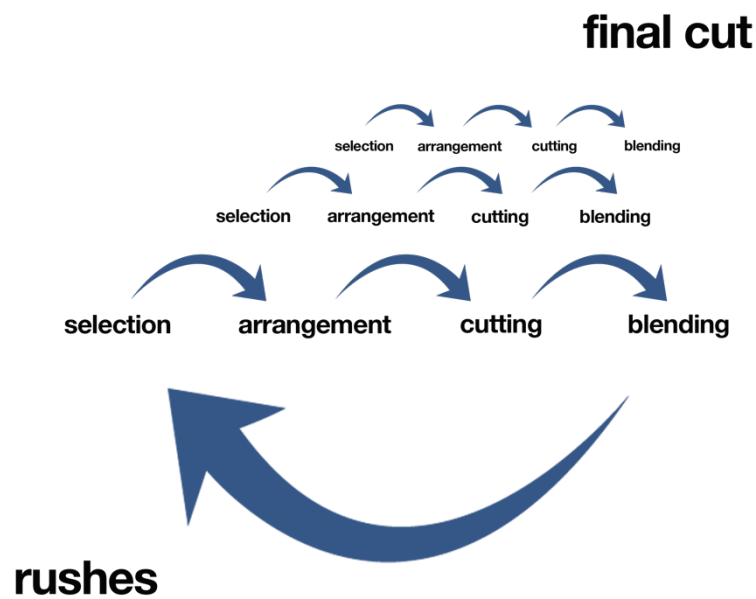 final cut
selection arrangement cutting blending
selection arrangement cutting blending
selection arrangement cutting blending
rushes